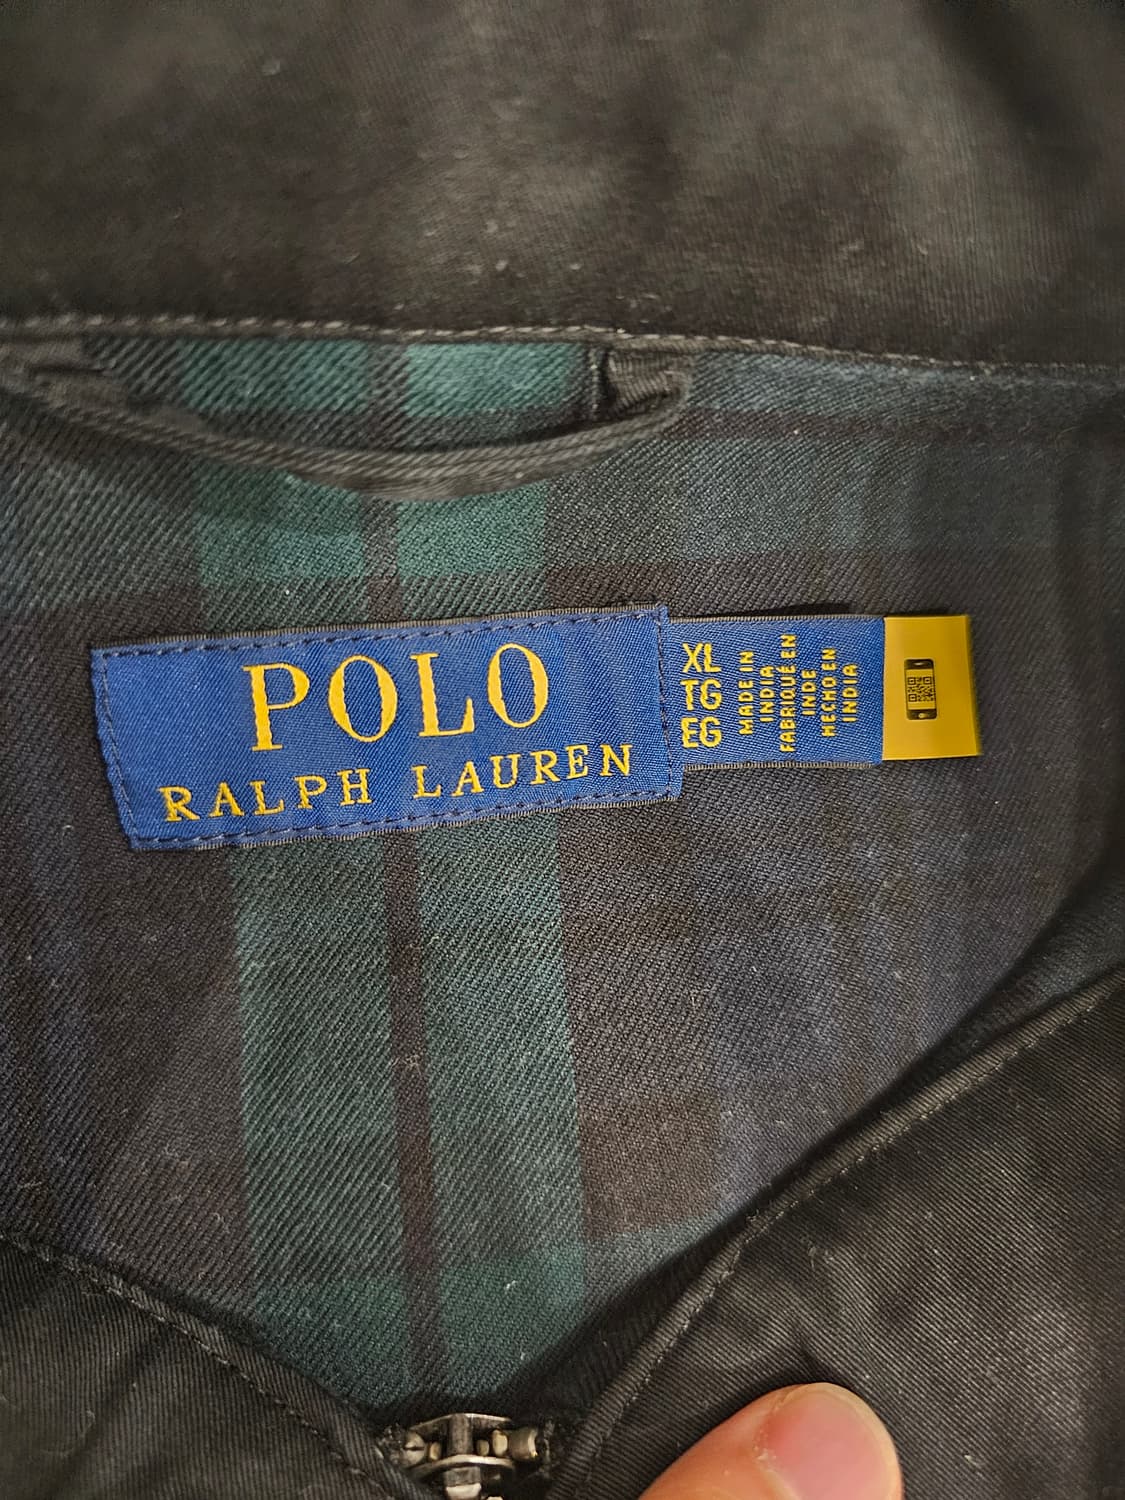 POLO
RALPH LAUREN
XL
TG
EG
MADE IN
INDIA
FABRIQUÉ EN
INDE
HECHO EN
INDIA